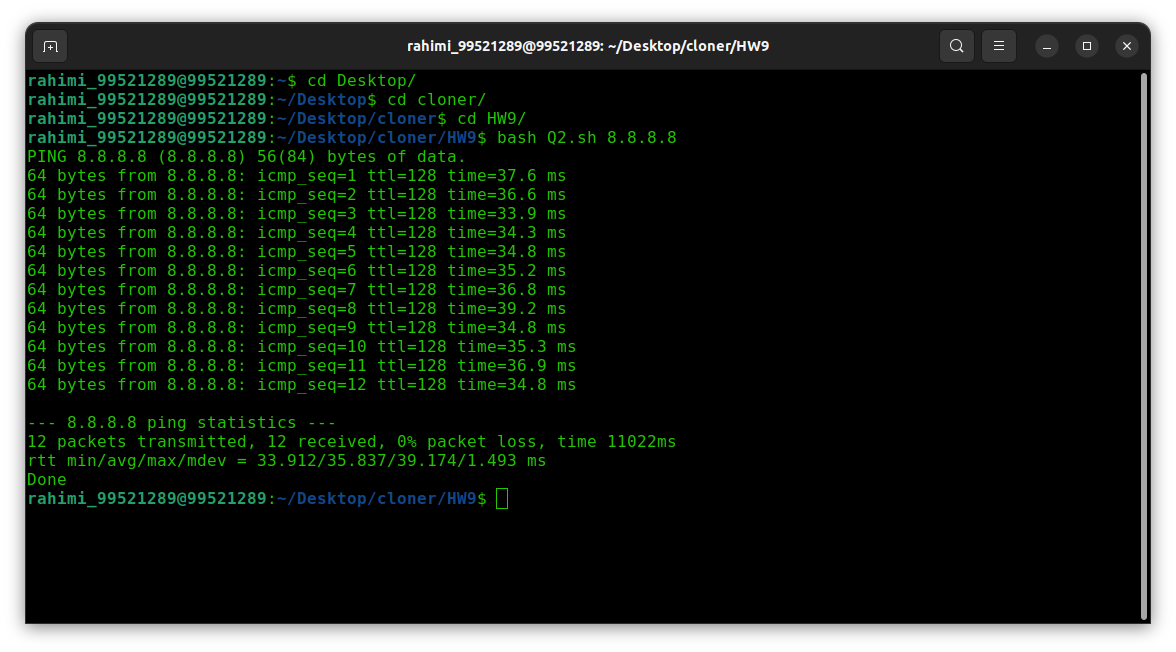 rahimi_99521289@99521289: ~/Desktop/cloner/HW9
rahimi_99521289@99521289:~$ cd Desktop/
rahimi_99521289@99521289:~/Desktop$ cd cloner/
rahimi_99521289@99521289:~/Desktop/cloner$ cd HW9/
rahimi_99521289@99521289:~/Desktop/cloner/HW9$ bash Q2.sh 8.8.8.8
PING 8.8.8.8 (8.8.8.8) 56(84) bytes of data.
64 bytes from 8.8.8.8: icmp_seq=1 ttl=128 time=37.6 ms
64 bytes from 8.8.8.8: icmp_seq=2 ttl=128 time=36.6 ms
64 bytes from 8.8.8.8: icmp_seq=3 ttl=128 time=33.9 ms
64 bytes from 8.8.8.8: icmp_seq=4 ttl=128 time=34.3 ms
64 bytes from 8.8.8.8: icmp_seq=5 ttl=128 time=34.8 ms
64 bytes from 8.8.8.8: icmp_seq=6 ttl=128 time=35.2 ms
64 bytes from 8.8.8.8: icmp_seq=7 ttl=128 time=36.8 ms
64 bytes from 8.8.8.8: icmp_seq=8 ttl=128 time=39.2 ms
64 bytes from 8.8.8.8: icmp_seq=9 ttl=128 time=34.8 ms
64 bytes from 8.8.8.8: icmp_seq=10 ttl=128 time=35.3 ms
64 bytes from 8.8.8.8: icmp_seq=11 ttl=128 time=36.9 ms
64 bytes from 8.8.8.8: icmp_seq=12 ttl=128 time=34.8 ms
--- 8.8.8.8 ping statistics ---
12 packets transmitted, 12 received, 0% packet loss, time 11022ms
rtt min/avg/max/mdev = 33.912/35.837/39.174/1.493 ms
Done
rahimi_99521289@99521289:~/Desktop/cloner/HW9$